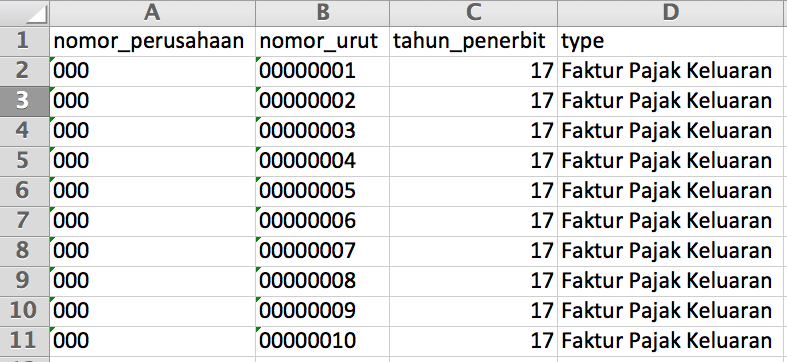 A B C D
1 nomor_perusahaan nomor_urut tahun_penerbit type
2 000 00000001 17 Faktur Pajak Keluaran
3 000 00000002 17 Faktur Pajak Keluaran
4 000 00000003 17 Faktur Pajak Keluaran
5 000 00000004 17 Faktur Pajak Keluaran
6 000 00000005 17 Faktur Pajak Keluaran
7 000 00000006 17 Faktur Pajak Keluaran
8 000 00000007 17 Faktur Pajak Keluaran
9 000 00000008 17 Faktur Pajak Keluaran
10 000 00000009 17 Faktur Pajak Keluaran
11 000 00000010 17 Faktur Pajak Keluaran